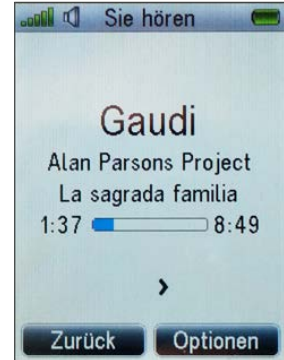 Sie hören
Gaudi
Alan Parsons Project
La sagrada familia
1:37 8:49
Zurück Optionen